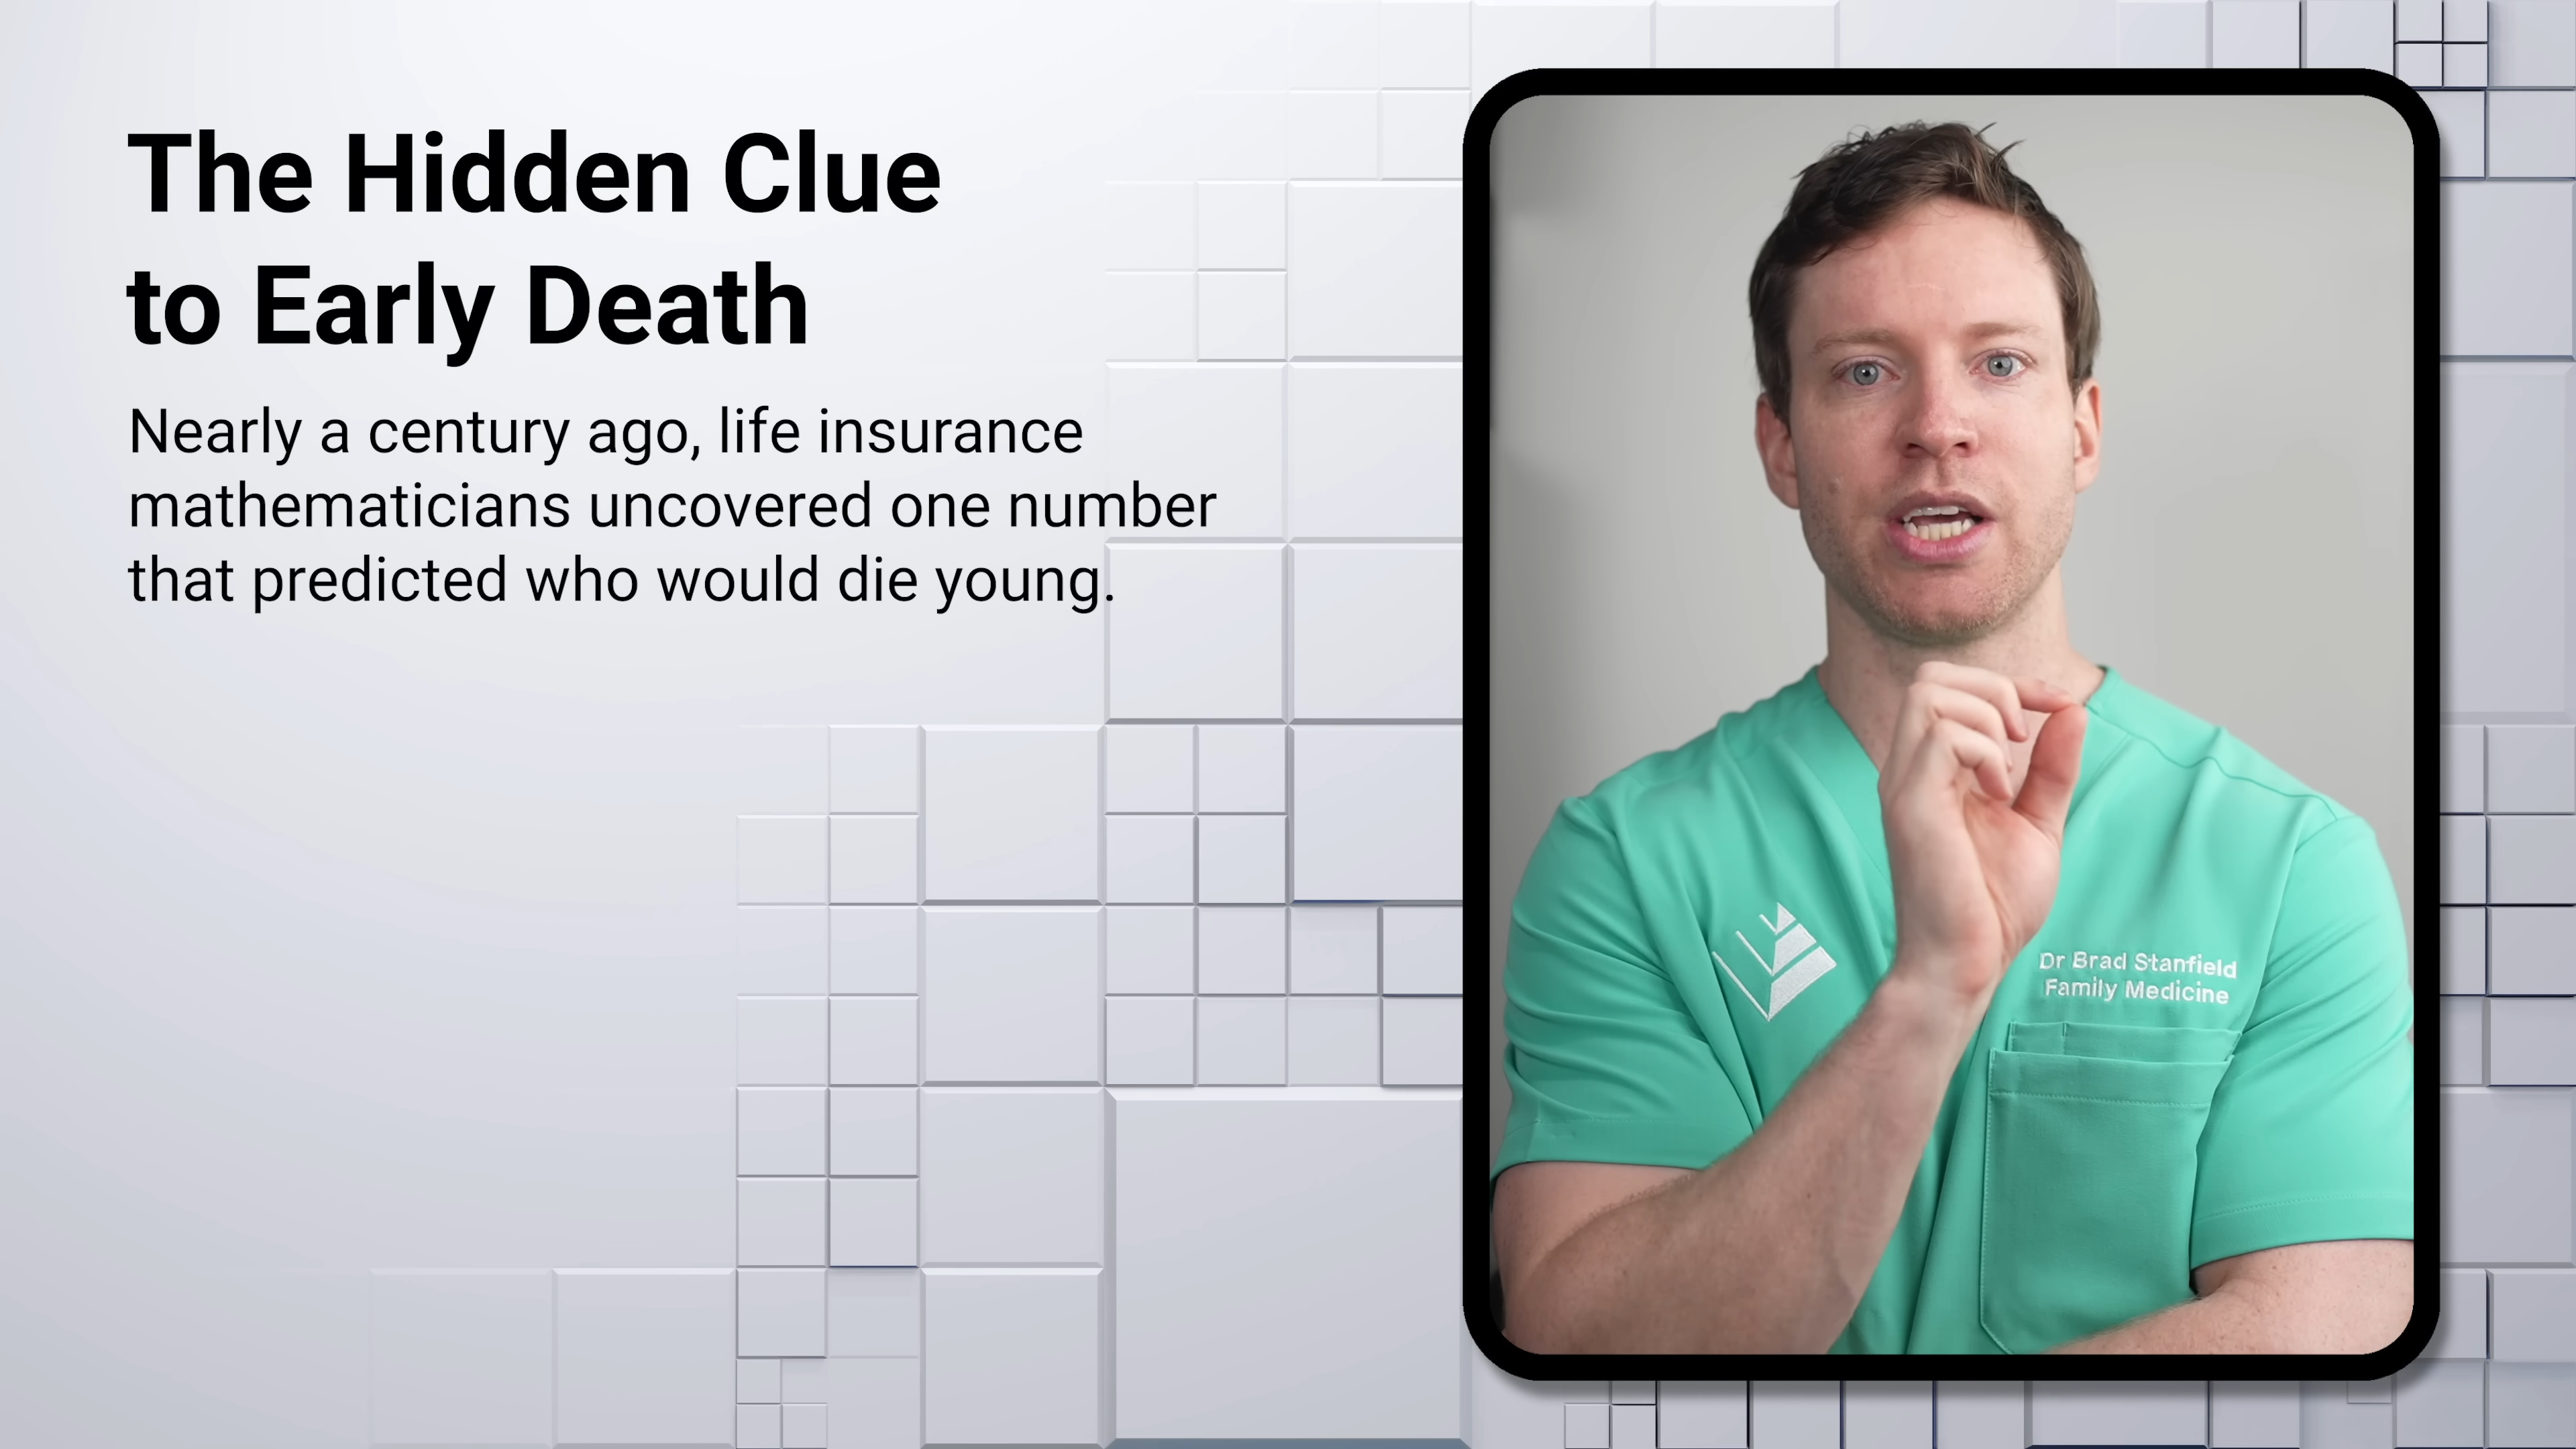 The Hidden Clue
to Early Death
Nearly a century ago, life insurance
mathematicians uncovered one number
that predicted who would die young.
Dr Brad Stanfield
Family Medicine